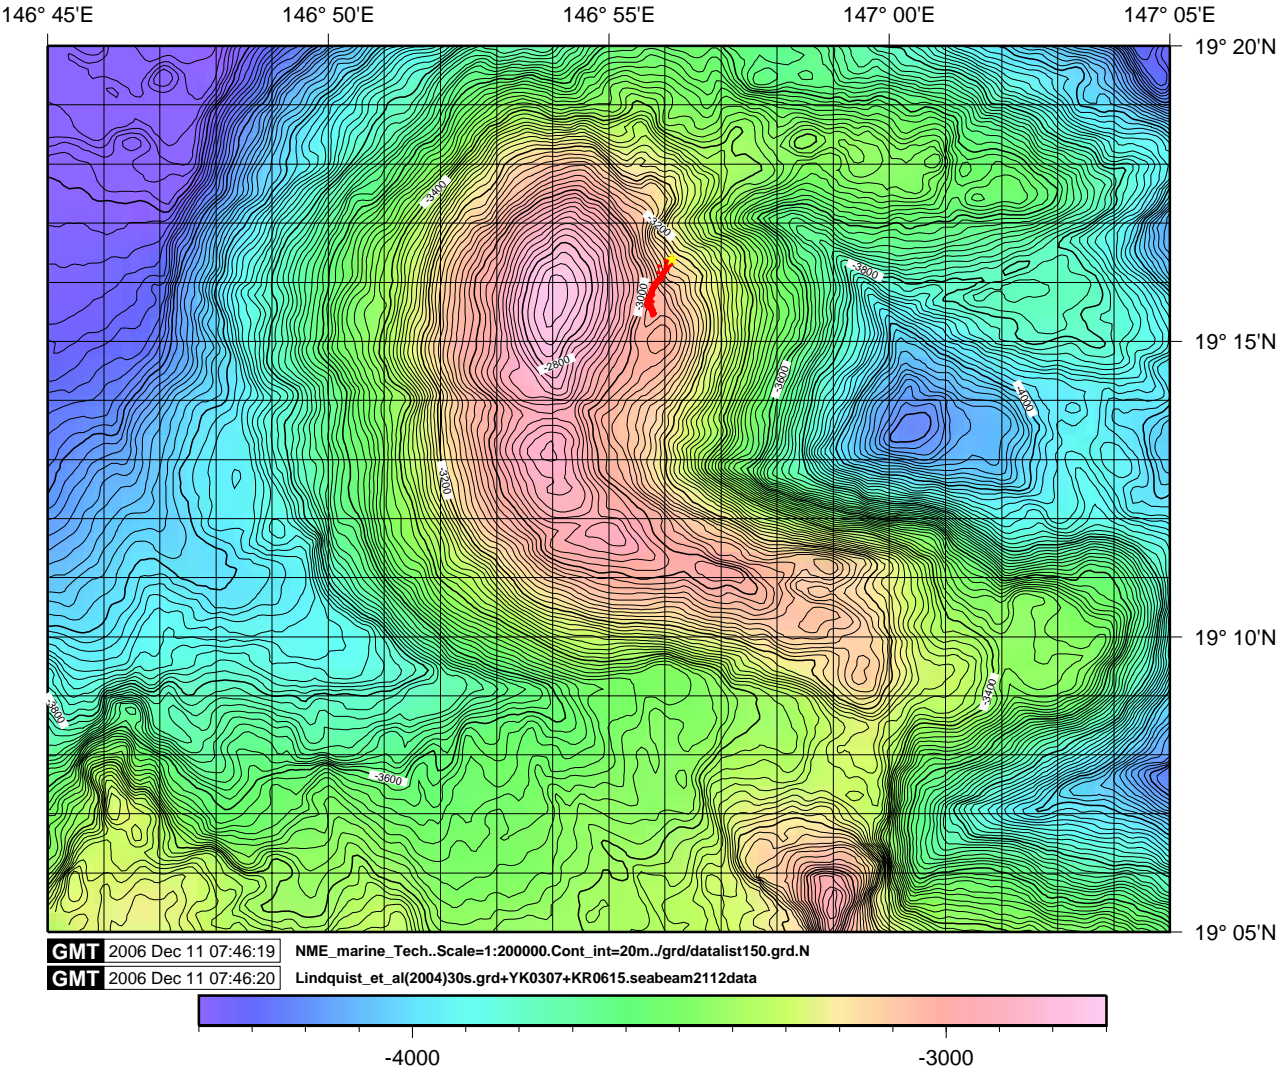 146° 45'E 146° 50'E 146° 55'E 147° 00'E 147° 05'E
19° 20'N
-3400
-3200
-3800
-3000
19° 15'N
-2800
-3600
-4000
-3200
19° 10'N
-3400
-3800
-3600
19° 05'N
GMT 2006 Dec 11 07:46:19 NME_marine_Tech..Scale=1:200000.Cont_int=20m../grd/datalist150.grd.N
GMT 2006 Dec 11 07:46:20 Lindquist_et_al(2004)30s.grd+YK0307+KR0615.seabeam2112data
-4000 -3000